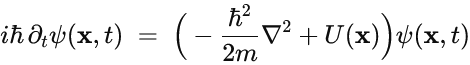 iħ ∂ₜψ(𝐱, t) = ( − ħ²/2m ∇² + U(𝐱) ) ψ(𝐱, t)